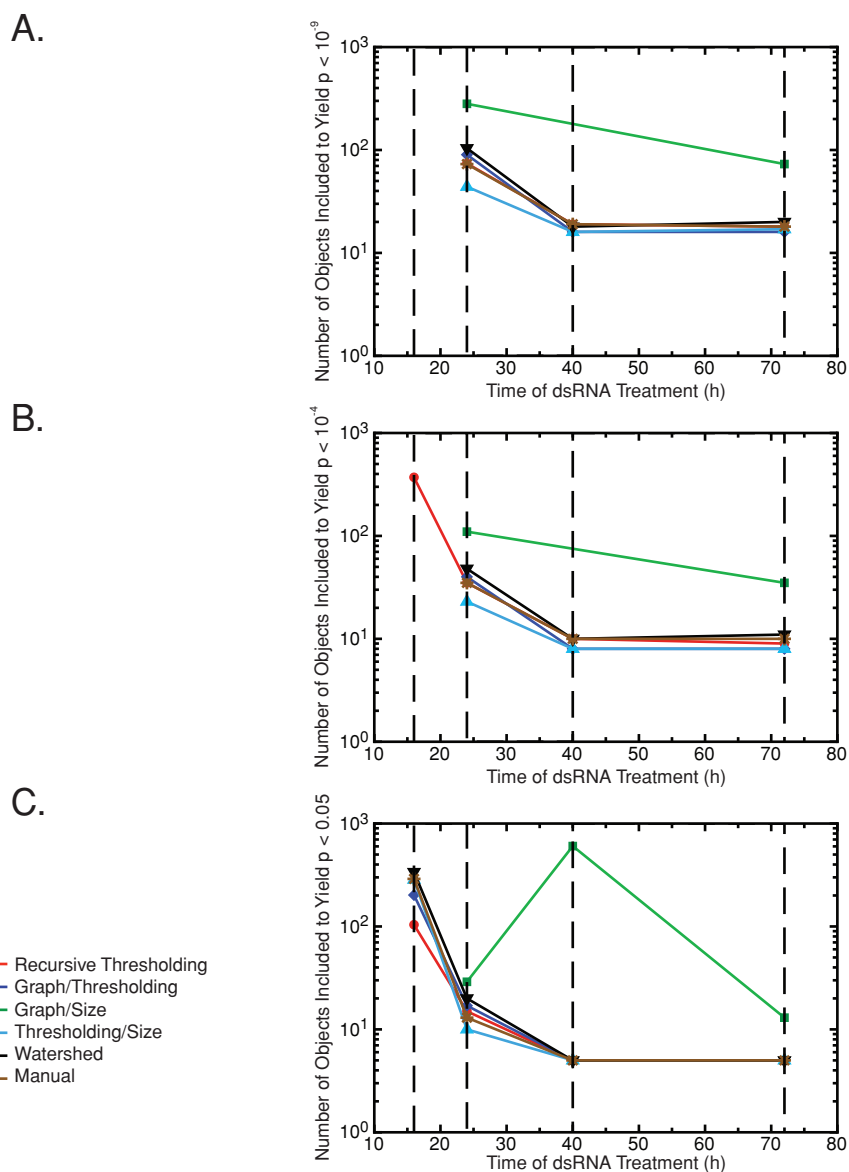 A.
Number of Objects Included to Yield p < 10⁻⁹
10³
10²
10¹
10⁰
10 20 30 40 50 60 70 80
Time of dsRNA Treatment (h)
B.
Number of Objects Included to Yield p < 10⁻⁴
10³
10²
10¹
10⁰
10 20 30 40 50 60 70 80
Time of dsRNA Treatment (h)
C.
Number of Objects Included to Yield p < 0.05
10³
10²
10¹
10⁰
10 20 30 40 50 60 70 80
Time of dsRNA Treatment (h)
Recursive Thresholding
Graph/Thresholding
Graph/Size
Thresholding/Size
Watershed
Manual